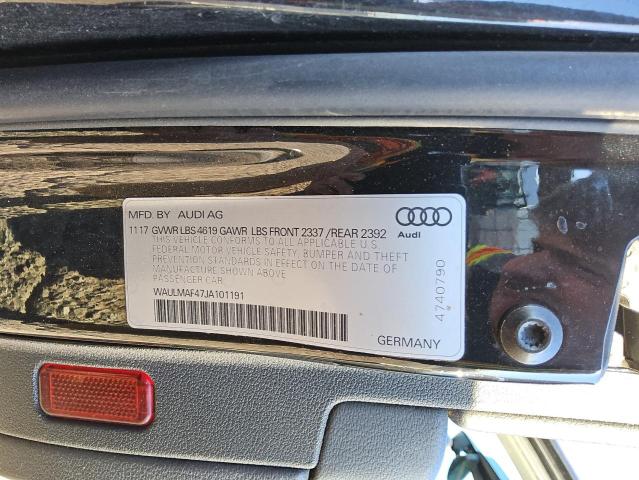 MFD. BY AUDI AG
11 17 GVWR LBS 4619 GAWR LBS FRONT 2337 /REAR 2392
THIS VEHICLE CONFORMS TO ALL APPLICABLE U.S.
FEDERAL MOTOR VEHICLE SAFETY, BUMPER AND THEFT
PREVENTION STANDARDS IN EFFECT ON THE DATE OF
MANUFACTURE SHOWN ABOVE
PASSENGER CAR.
WAULMAF47JA101191
Audi
4740790
GERMANY